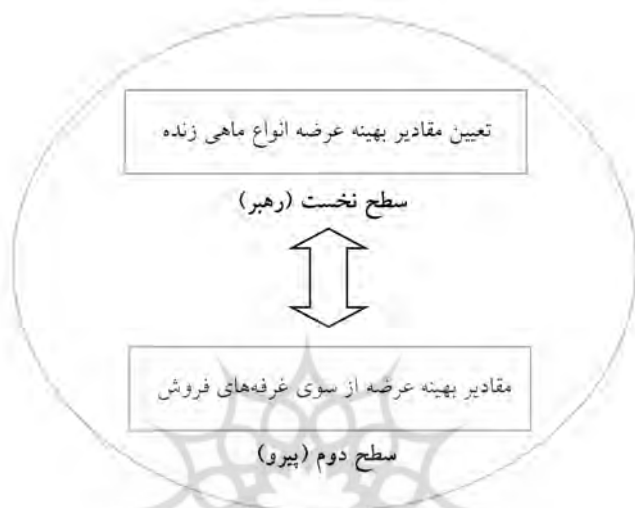 تعیین مقادیر بهینه عرضه انواع ماهی زنده
سطح نخست (رهبر)
مقادیر بهینه عرضه از سوی غرفه‌های فروش
سطح دوم (پیرو)